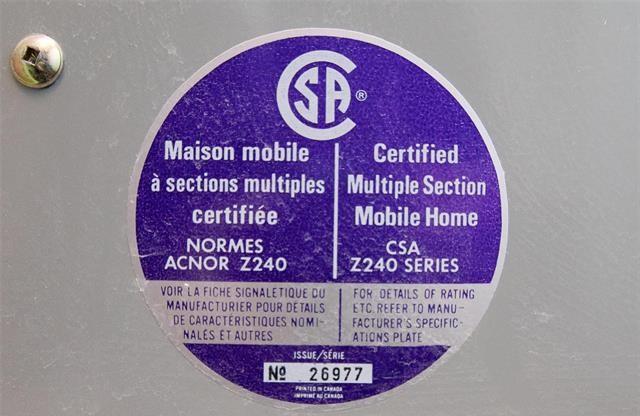 CSA®
Maison mobile
à sections multiples
certifiée
NORMES
ACNOR Z240
Certified
Multiple Section
Mobile Home
CSA
Z240 SERIES
VOIR LA FICHE SIGNALETIQUE DU
MANUFACTURIER POUR DÉTAILS
DE CARACTÉRISTIQUES NOMI-
NALES ET AUTRES
FOR DETAILS OF RATING
ETC. REFER TO MANU-
FACTURER'S SPECIFIC-
ATIONS PLATE
ISSUE/SÉRIE
Nº 26977
PRINTED IN CANADA
IMPRIMÉ AU CANADA